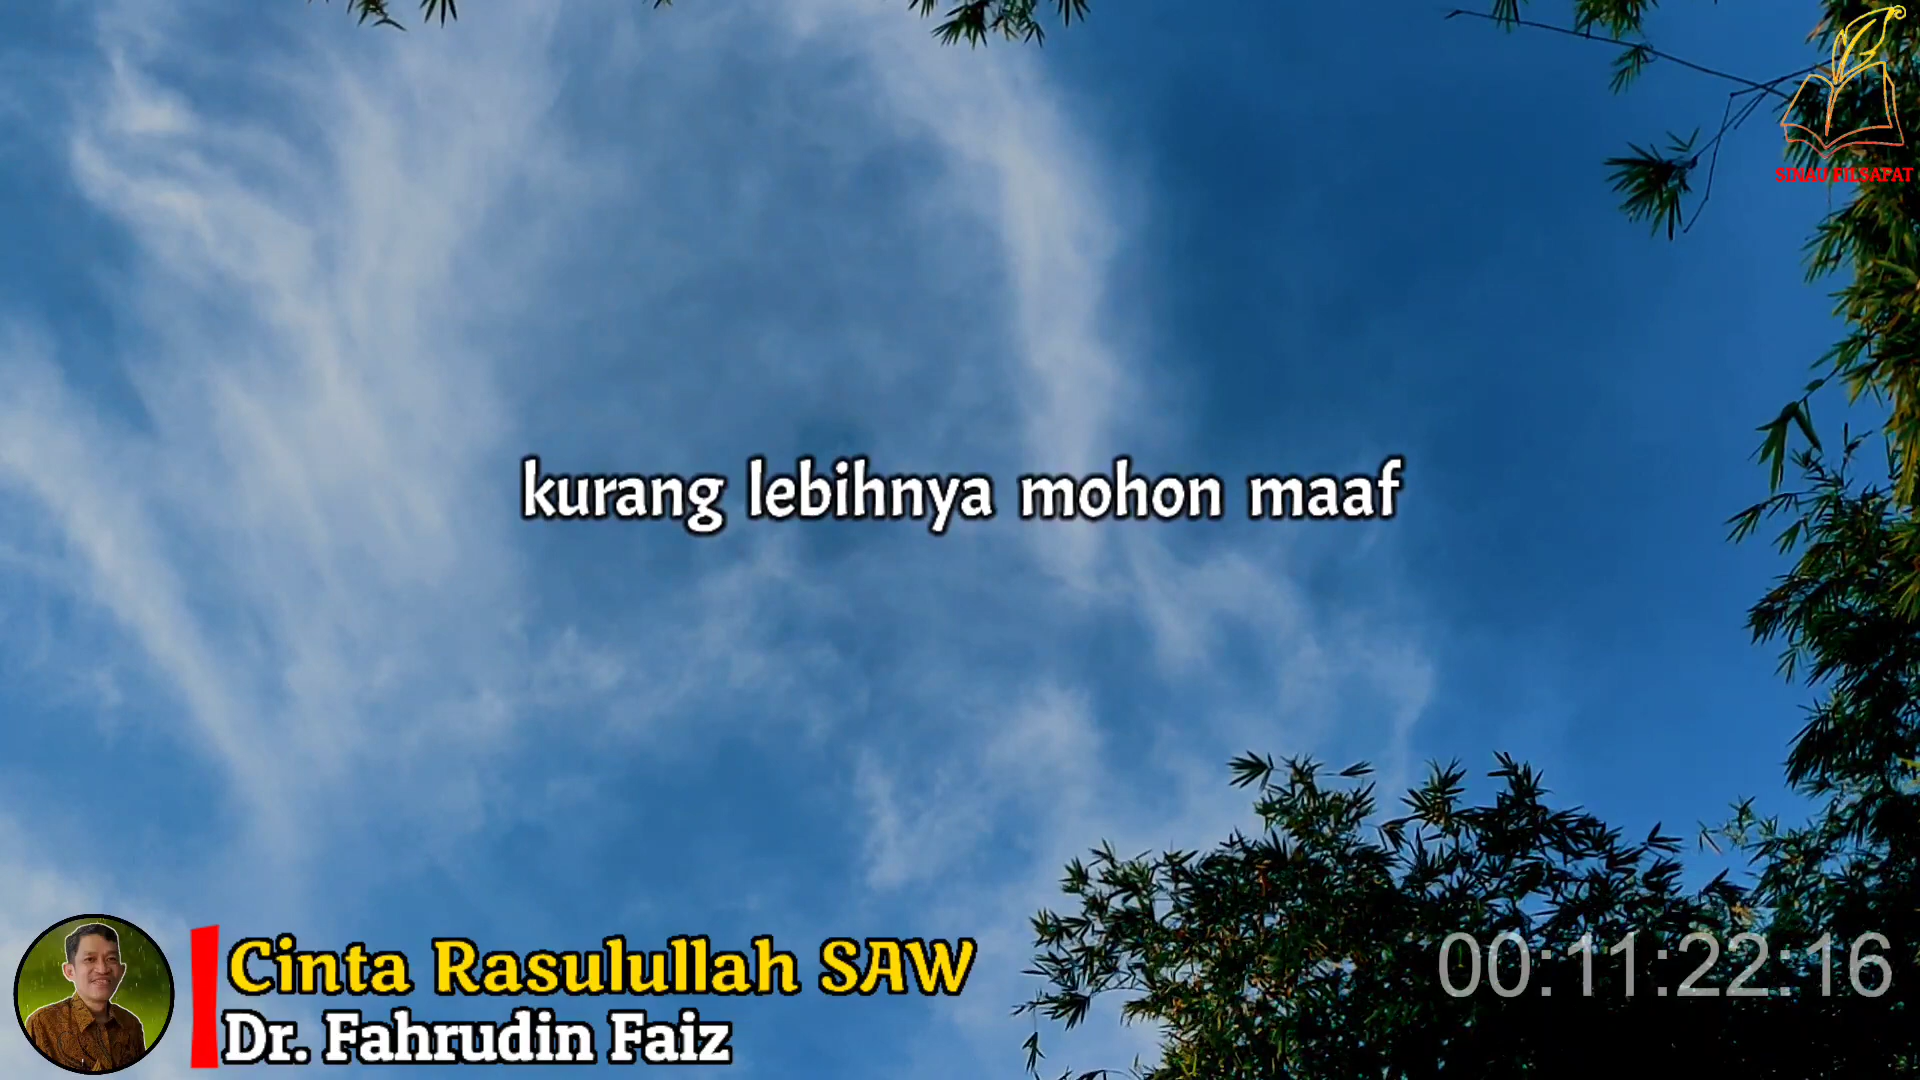 SINAU FILSAFAT
kurang lebihnya mohon maaf
Cinta Rasulullah SAW
Dr. Fahrudin Faiz
00:11:22:16